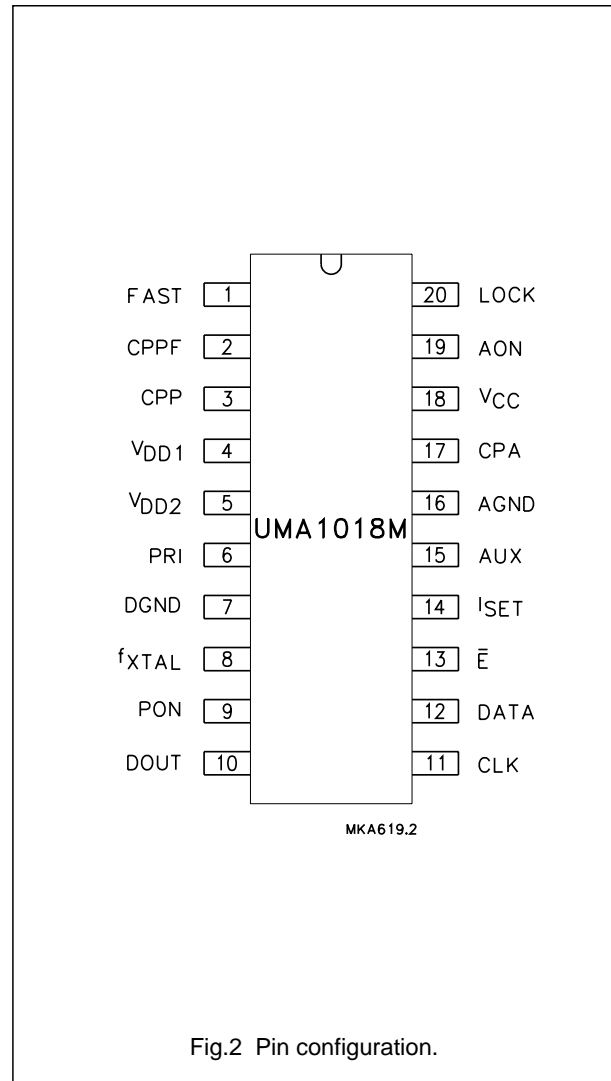 FAST 1 20 LOCK
CPPF 2 19 AON
CPP 3 18 VCC
VDD1 4 17 CPA
VDD2 5 16 AGND
UMA1018M
PRI 6 15 AUX
DGND 7 14 ISET
fXTAL 8 13 E̅
PON 9 12 DATA
DOUT 10 11 CLK
MKA619.2
Fig.2 Pin configuration.